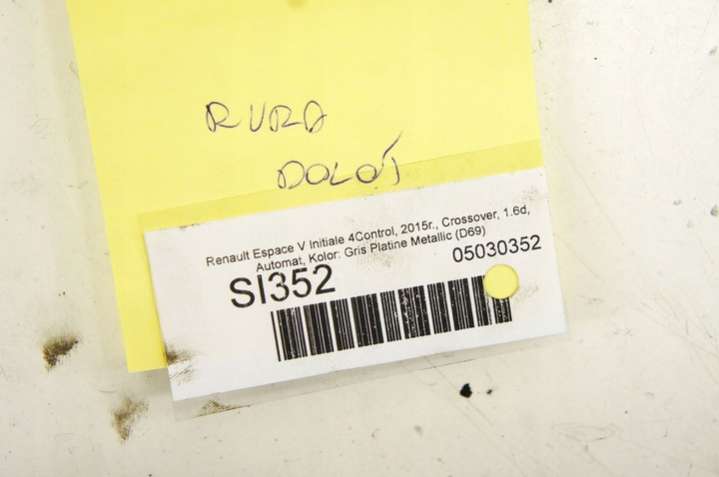 RURA
DOLOT
Renault Espace V Initiale 4Control, 2015r., Crossover, 1.6d,
Automat, Kolor: Gris Platine Metallic (D69)
SI352
05030352